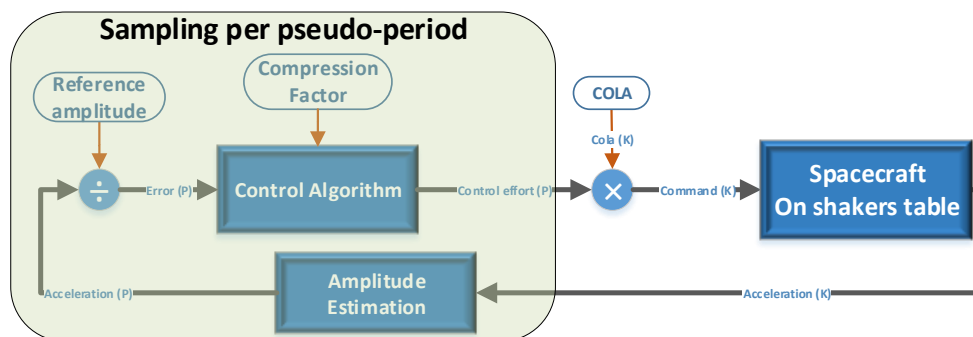 Sampling per pseudo-period
Reference
amplitude
Compression
Factor
COLA
Cola (K)
÷
Error (P)
Control Algorithm
Control effort (P)
×
Command (K)
Spacecraft
On shakers table
Acceleration (P)
Amplitude
Estimation
Acceleration (K)